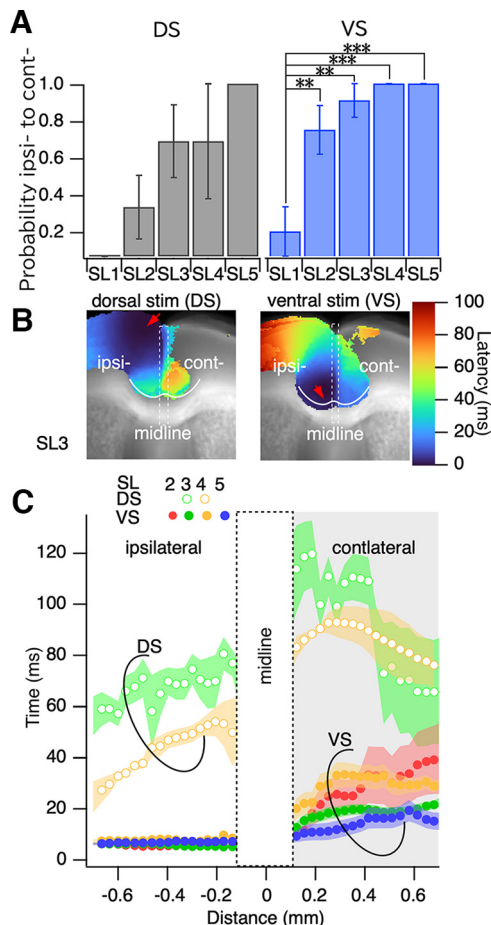 A
DS
VS
Probability ipsi- to cont-
1.0
0.8
0.6
0.4
0.2
***
***
**
**
SL1 SL2 SL3 SL4 SL5
SL1 SL2 SL3 SL4 SL5
B
dorsal stim (DS)
ventral stim (VS)
ipsi-
cont-
midline
ipsi-
cont-
midline
SL3
100
80
60
40
20
0
Latency (ms)
C
SL 2 3 4 5
DS
VS
ipsilateral
contlateral
midline
DS
VS
Time (ms)
120
100
80
60
40
20
0
-0.6 -0.4 -0.2 0 0.2 0.4 0.6
Distance (mm)